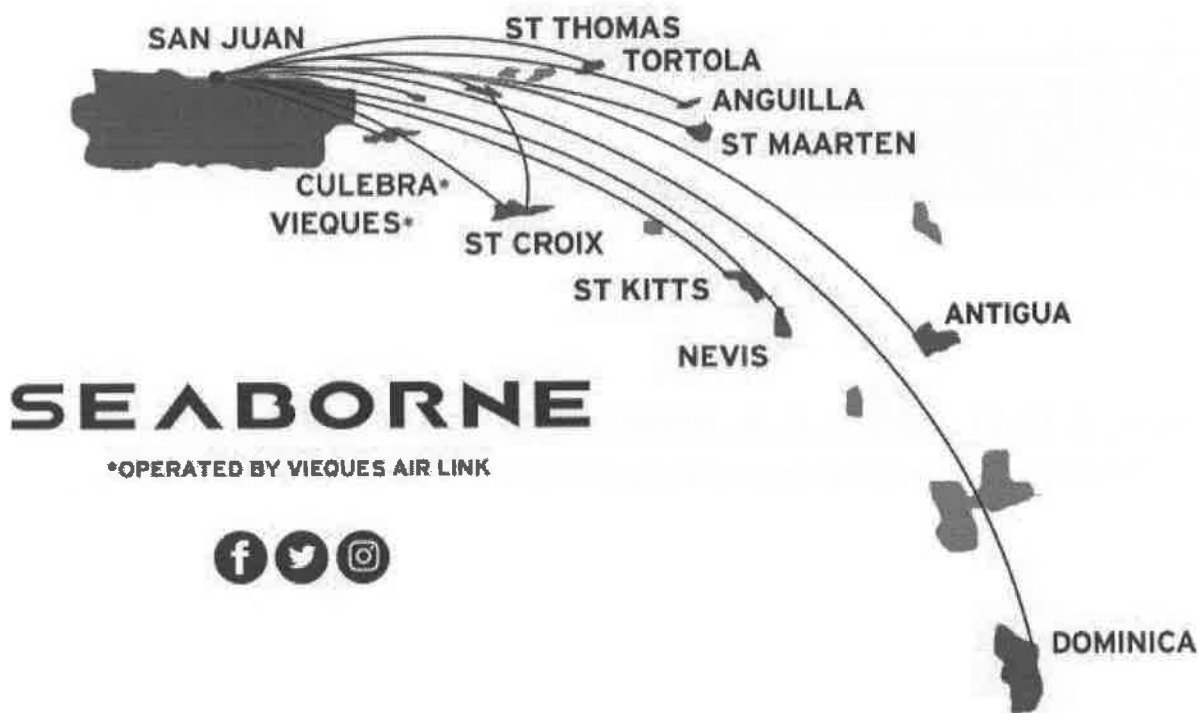 SAN JUAN
ST THOMAS
TORTOLA
ANGUILLA
ST MAARTEN
CULEBRA*
VIEQUES*
ST CROIX
ST KITTS
NEVIS
ANTIGUA
SEABORNE
*OPERATED BY VIEQUES AIR LINK
DOMINICA